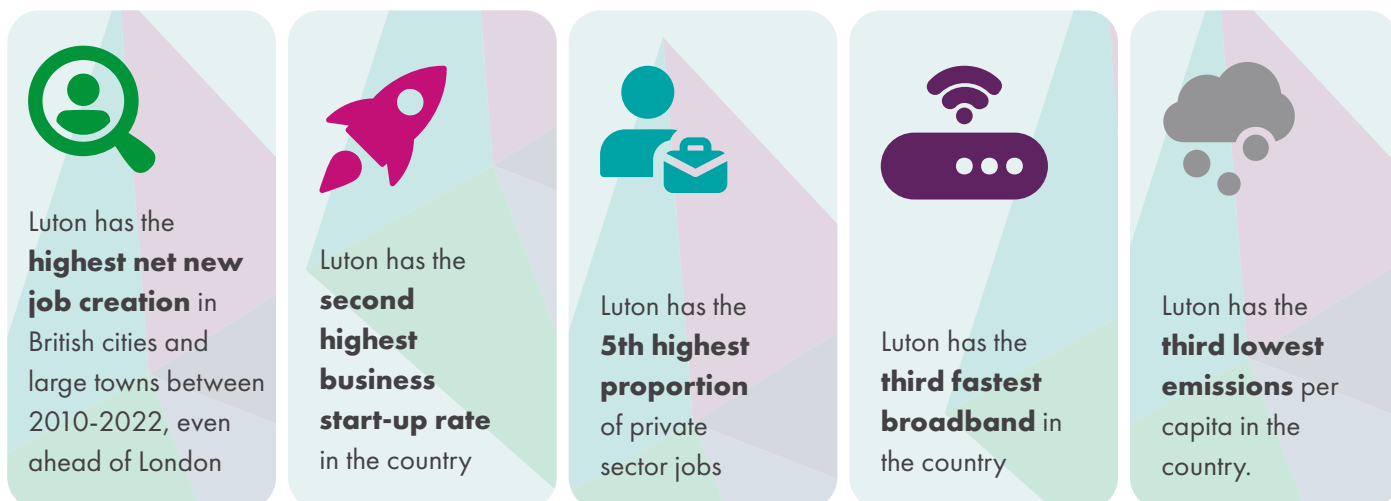 Luton has the
highest net new
job creation in
British cities and
large towns between
2010-2022, even
ahead of London
Luton has the
second
highest
business
start-up rate
in the country
Luton has the
5th highest
proportion
of private
sector jobs
Luton has the
third fastest
broadband in
the country
Luton has the
third lowest
emissions per
capita in the
country.